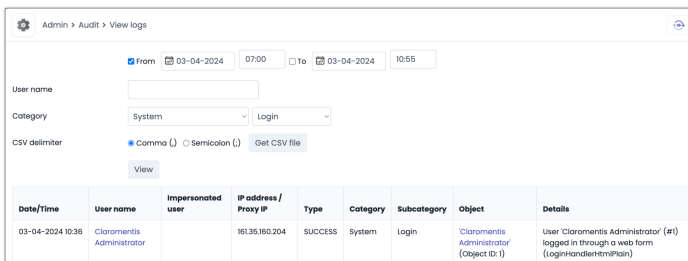 Admin > Audit > View logs
From 03-04-2024 07:00 To 03-04-2024 10:55
User name
Category System Login
CSV delimiter Comma (,) Semicolon (;) Get CSV file
View
Date/Time User name Impersonated user IP address / Proxy IP Type Category Subcategory Object Details
03-04-2024 10:36 Claromentis Administrator 161.35.160.204 SUCCESS System Login 'Claromentis Administrator' (Object ID: 1) User 'Claromentis Administrator' (#1) logged in through a web form (LoginHandlerHtmlPlain)